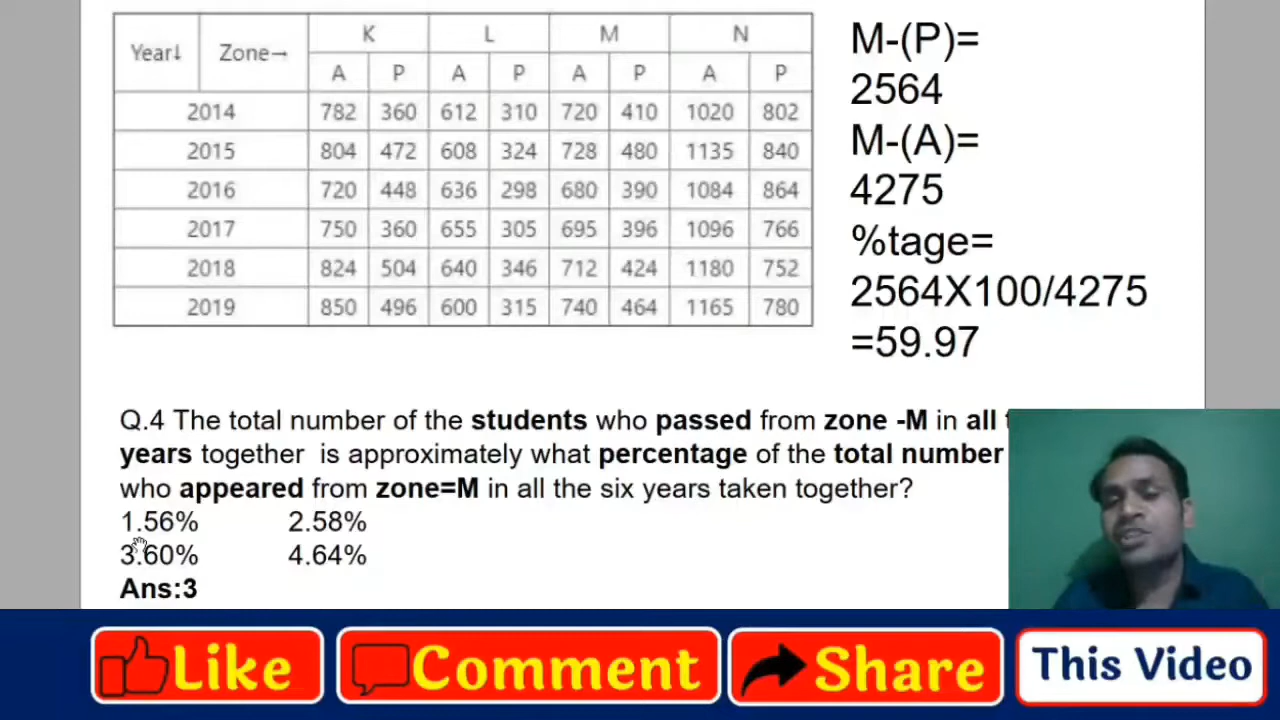 Year↓ Zone→ K L M N
A P A P A P A P
2014 782 360 612 310 720 410 1020 802
2015 804 472 608 324 728 480 1135 840
2016 720 448 636 298 680 390 1084 864
2017 750 360 655 305 695 396 1096 766
2018 824 504 640 346 712 424 1180 752
2019 850 496 600 315 740 464 1165 780
M-(P)=
2564
M-(A)=
4275
%tage=
2564X100/4275
=59.97
Q.4 The total number of the students who passed from zone -M in all
years together is approximately what percentage of the total number
who appeared from zone=M in all the six years taken together?
1.56% 2.58%
3.60% 4.64%
Ans:3
Like Comment Share This Video